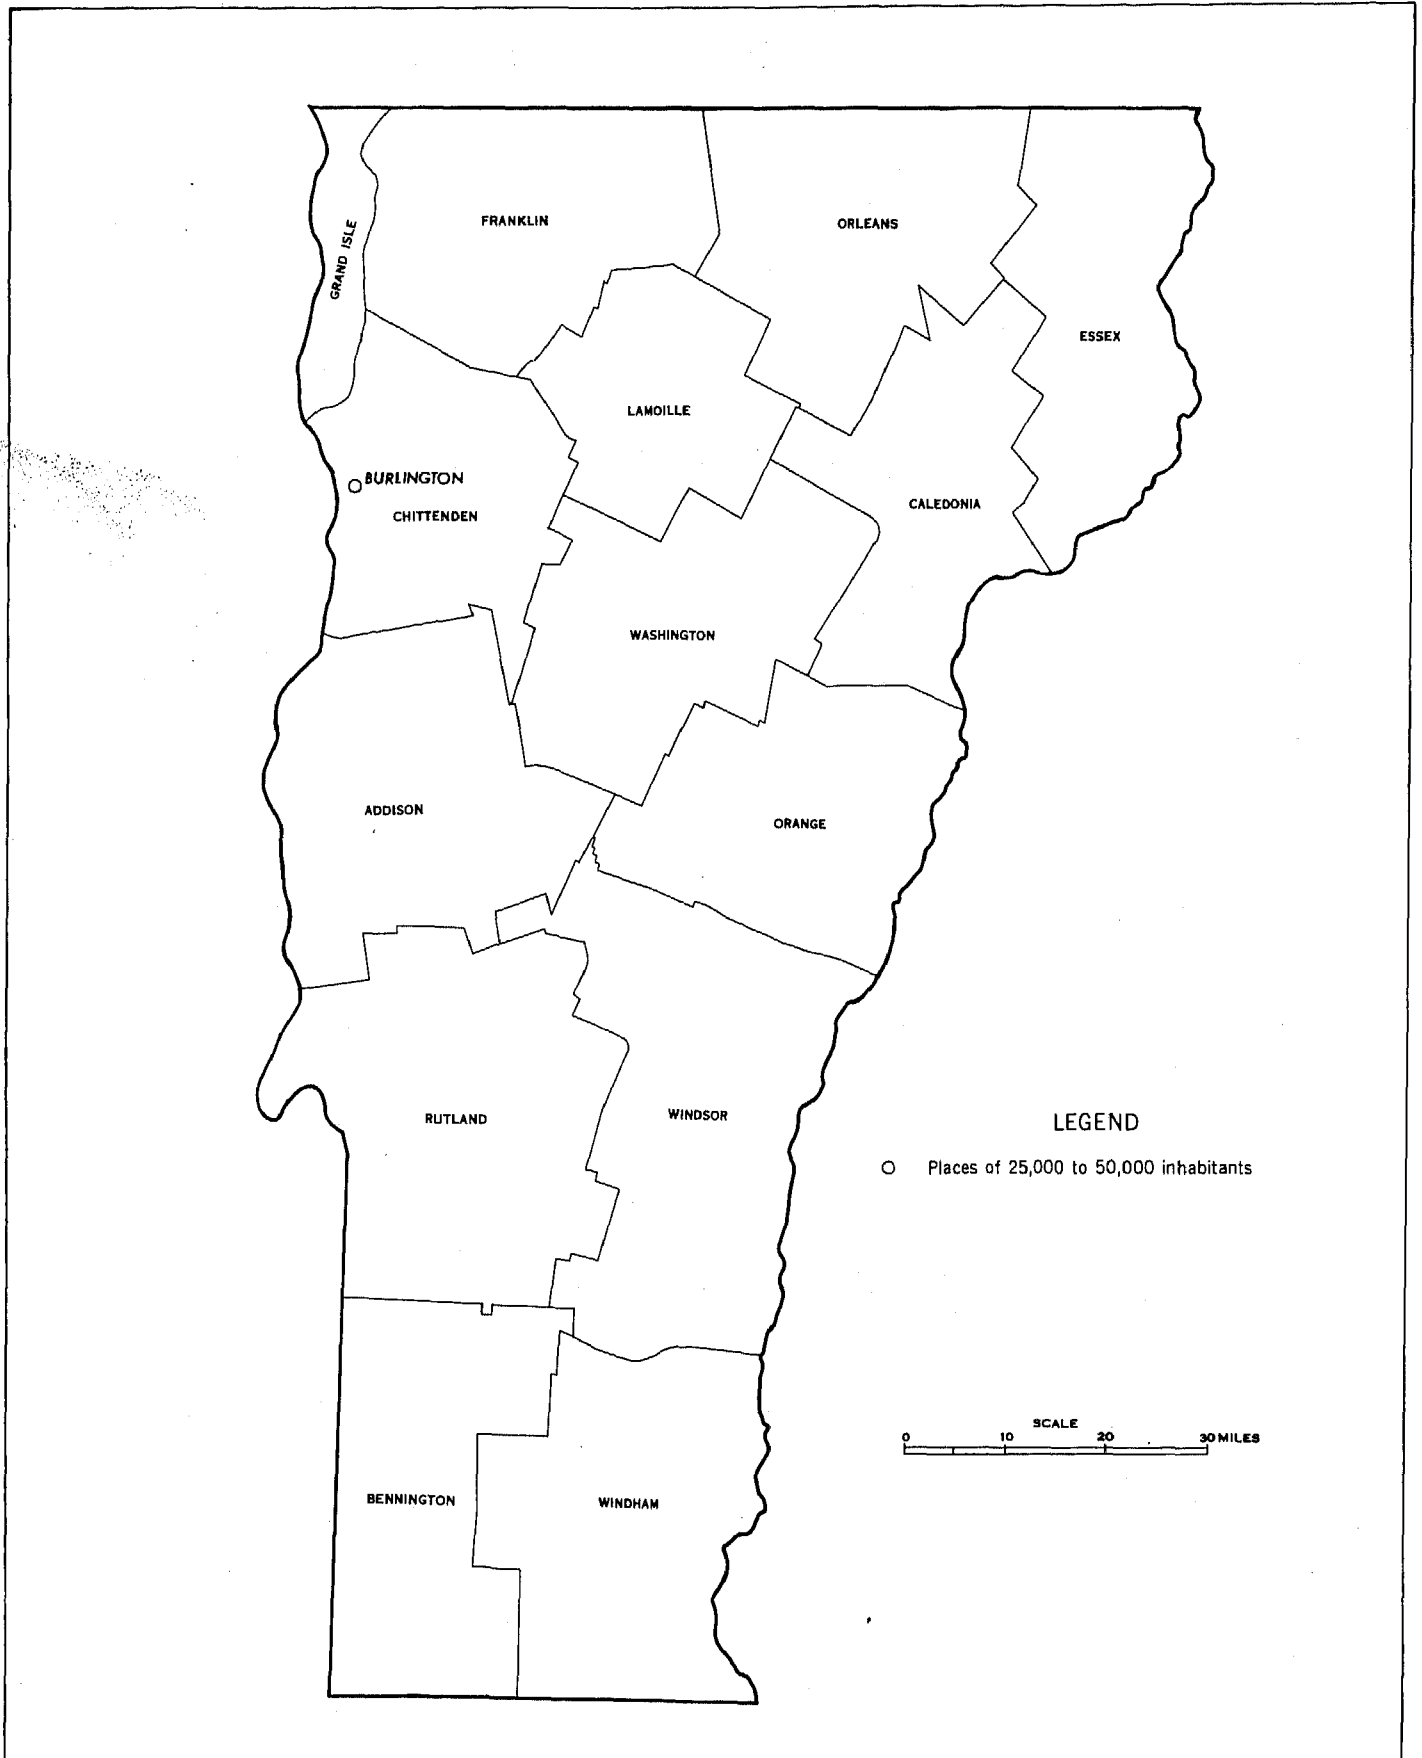 FRANKLIN
ORLEANS
GRAND ISLE
ESSEX
LAMOILLE
BURLINGTON
CHITTENDEN
CALEDONIA
WASHINGTON
ADDISON
ORANGE
RUTLAND
WINDSOR
LEGEND
Places of 25,000 to 50,000 inhabitants
SCALE
0 10 20 30 MILES
BENNINGTON
WINDHAM